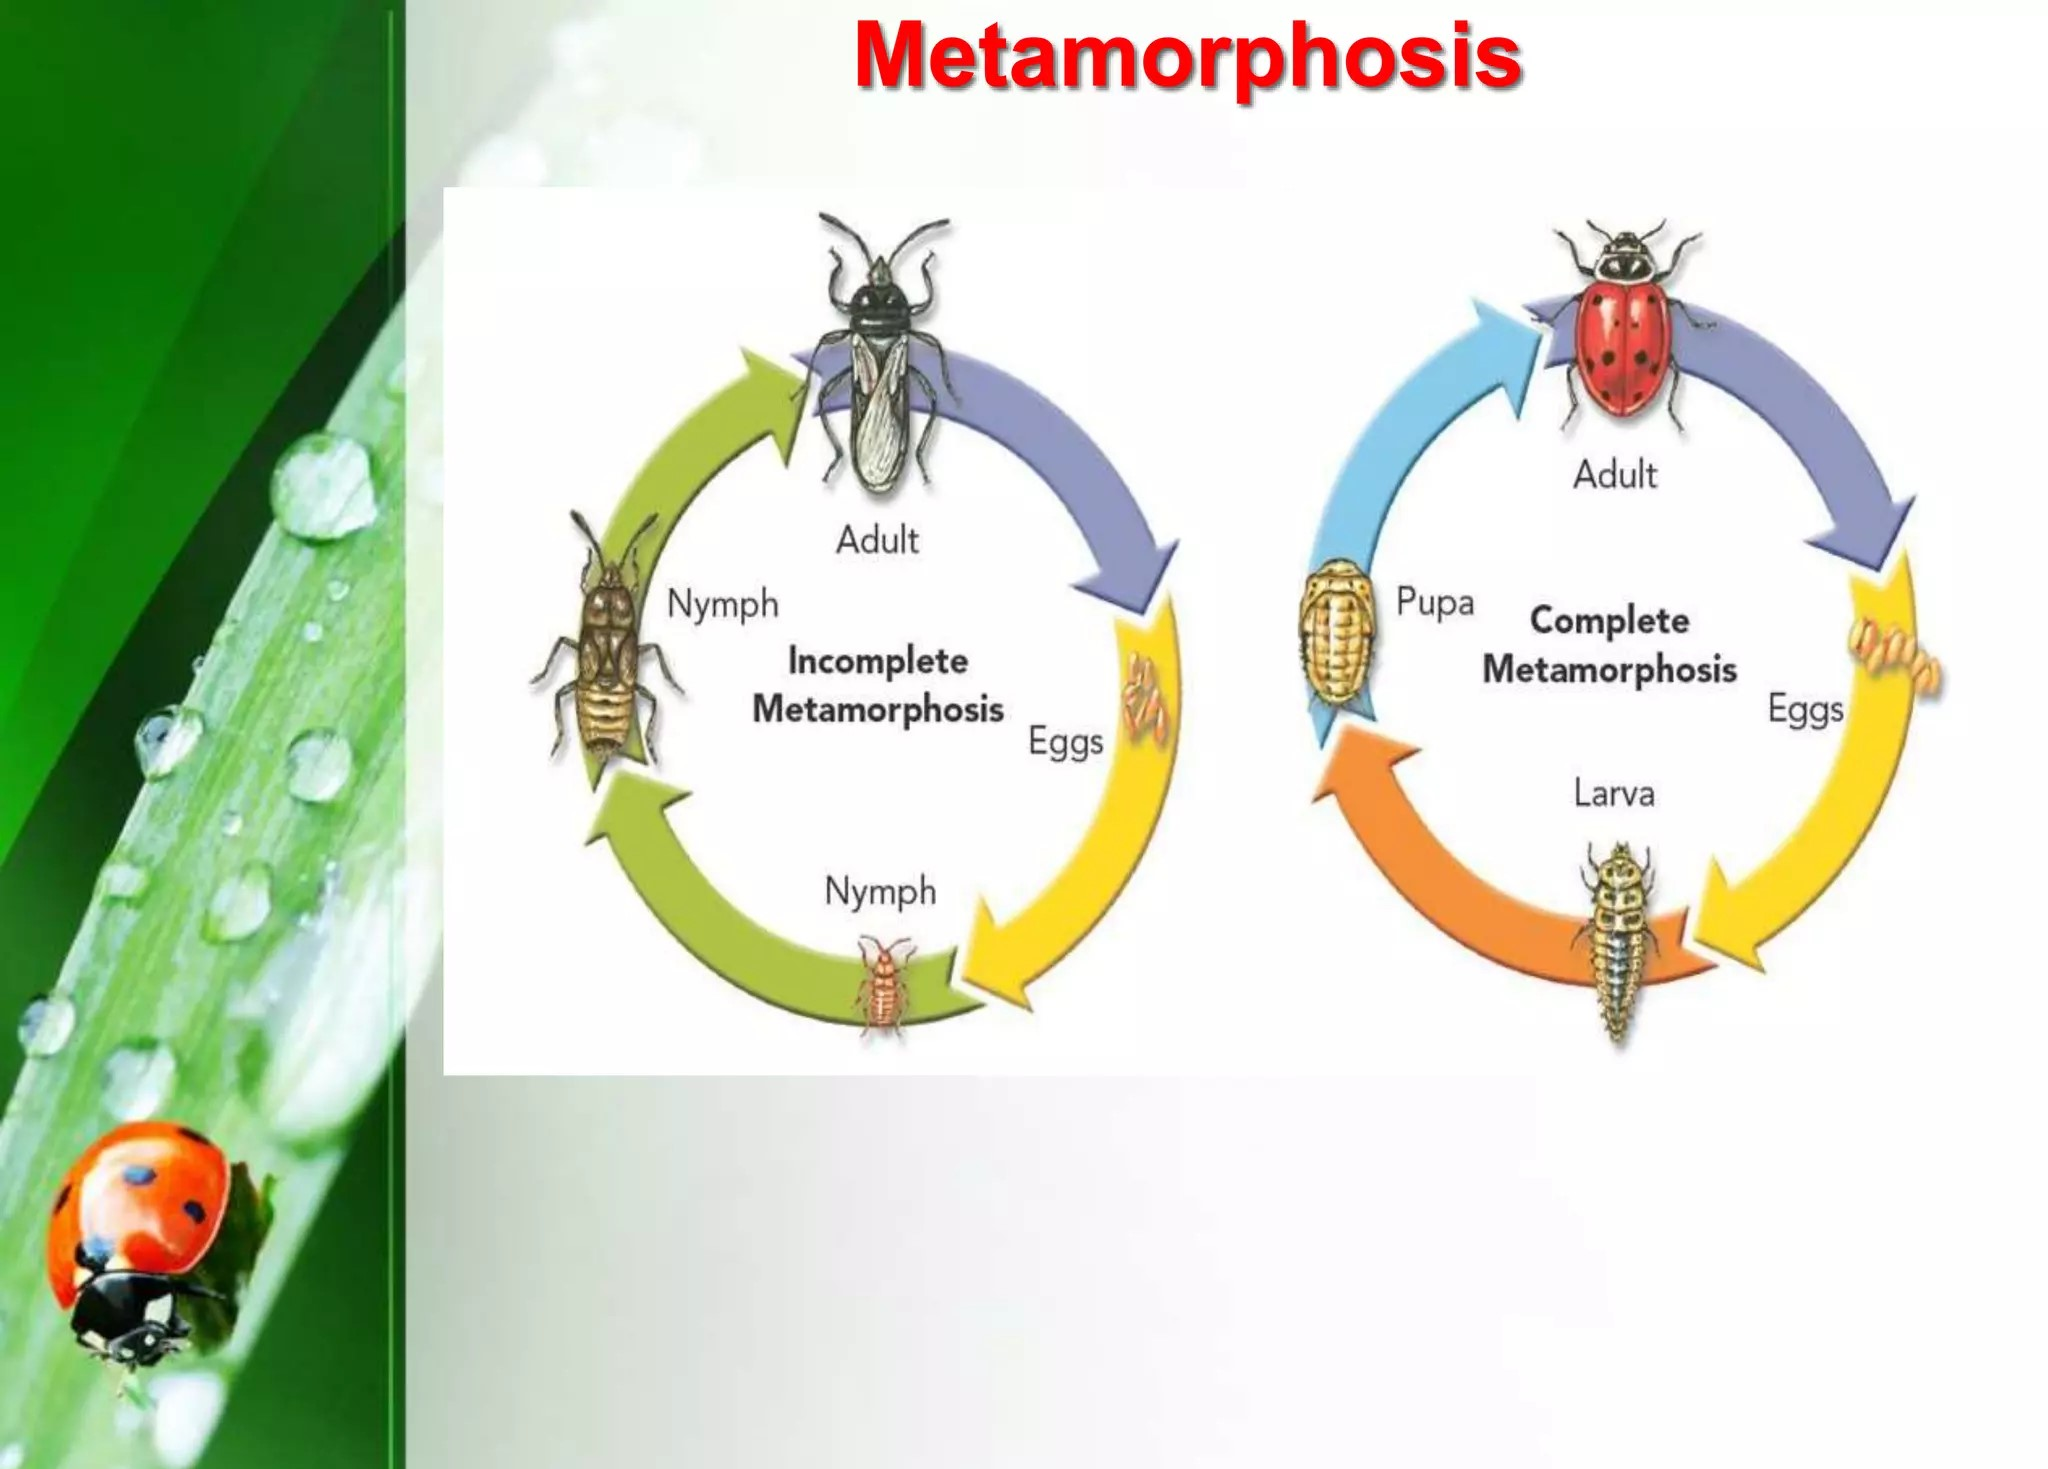 Metamorphosis
Adult
Nymph
Incomplete
Metamorphosis
Eggs
Nymph
Adult
Pupa
Complete
Metamorphosis
Eggs
Larva